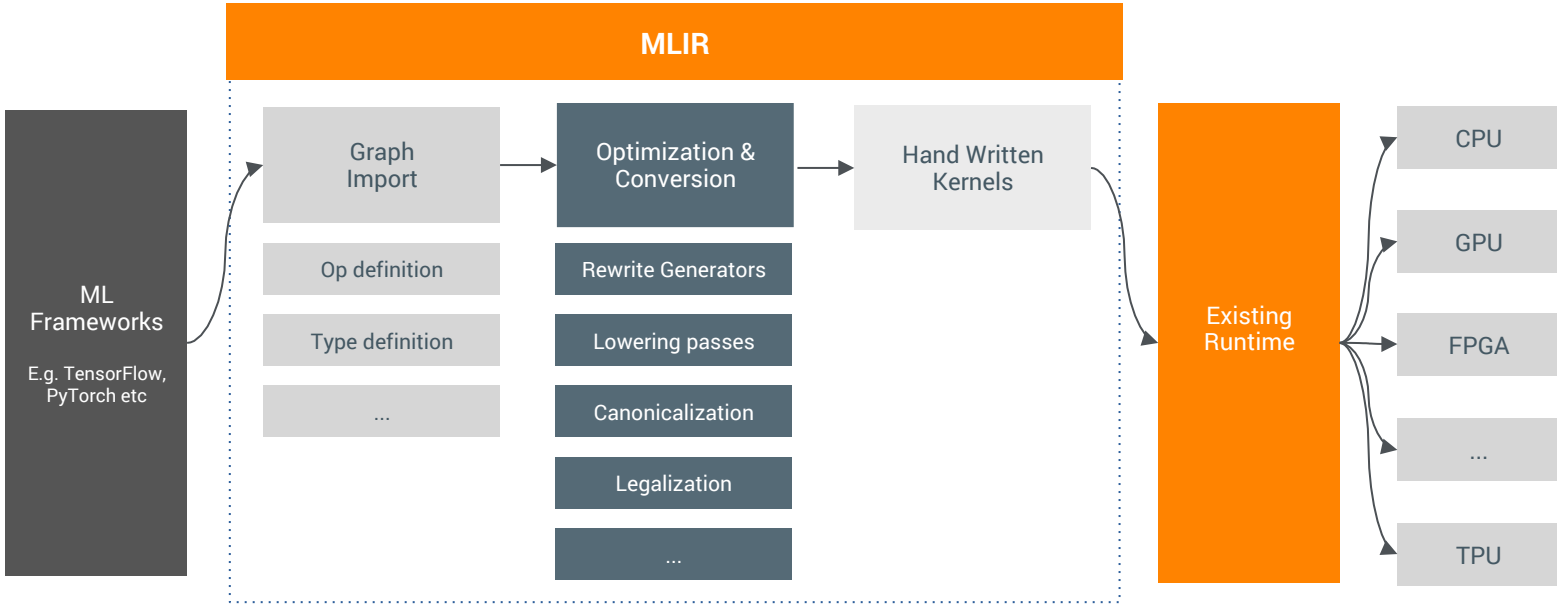 MLIR
ML
Frameworks
E.g. TensorFlow,
PyTorch etc
Graph
Import
Op definition
Type definition
...
Optimization &
Conversion
Rewrite Generators
Lowering passes
Canonicalization
Legalization
...
Hand Written
Kernels
Existing
Runtime
CPU
GPU
FPGA
...
TPU